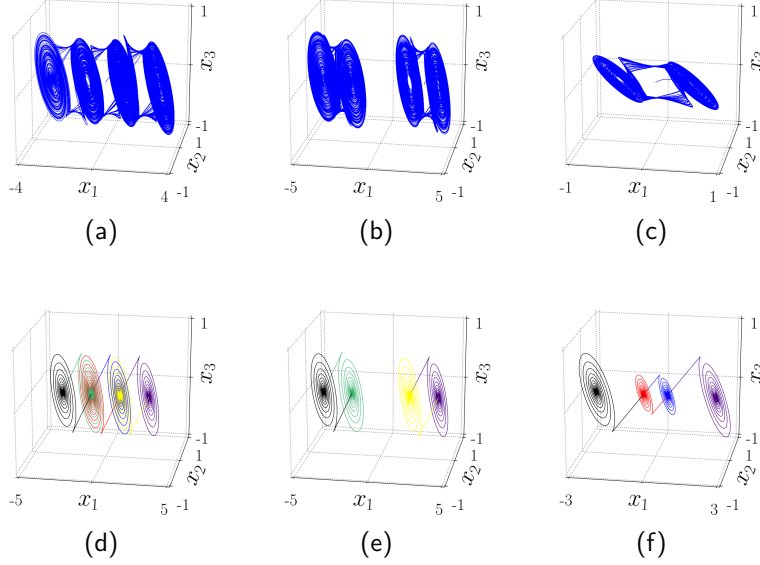 1 1 1
x3 x3 x3
-1 -1 -1
1 1 1
x2 x2 x2
-4 x1 4 -1 -5 x1 5 -1 -1 x1 1 -1
(a) (b) (c)
1 1 1
x3 x3 x3
-1 -1 -1
1 1 1
x2 x2 x2
-5 x1 5 -1 -5 x1 5 -1 -3 x1 3 -1
(d) (e) (f)